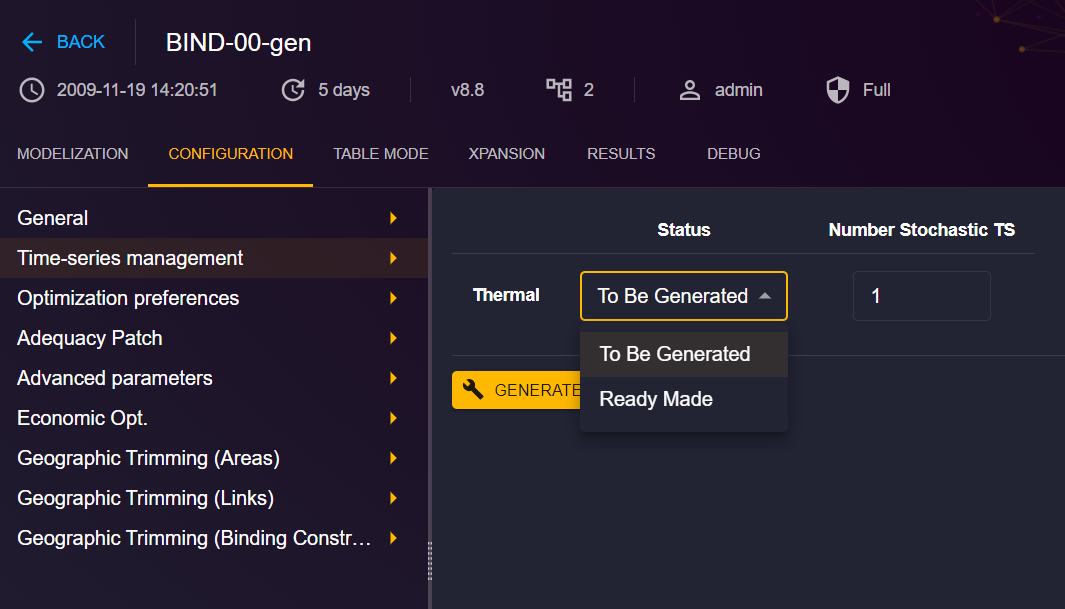 BACK BIND-00-gen
2009-11-19 14:20:51 5 days v8.8 2 admin Full
MODELIZATION CONFIGURATION TABLE MODE XPANSION RESULTS DEBUG
General
Time-series management
Optimization preferences
Adequacy Patch
Advanced parameters
Economic Opt.
Geographic Trimming (Areas)
Geographic Trimming (Links)
Geographic Trimming (Binding Constr…
Status Number Stochastic TS
Thermal To Be Generated 1
To Be Generated
Ready Made
GENERATE